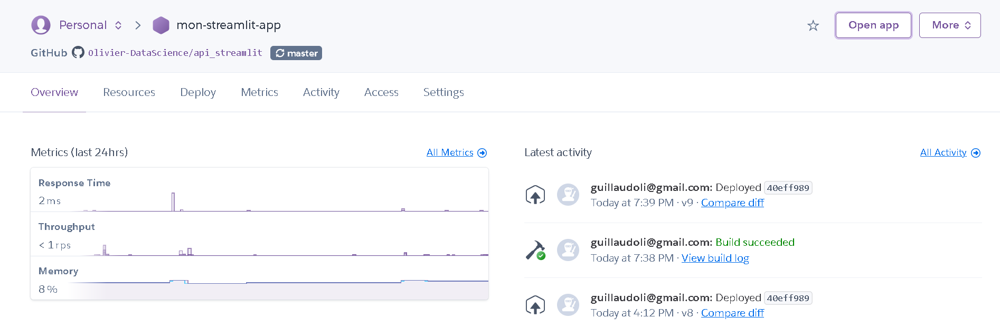 Personal > mon-streamlit-app
Open app
More
GitHub Olivier-DataScience/api_streamlit master
Overview Resources Deploy Metrics Activity Access Settings
Metrics (last 24hrs)
All Metrics
Response Time
2 ms
Throughput
< 1 rps
Memory
8 %
Latest activity
All Activity
guillaudoli@gmail.com: Deployed 40eff989
Today at 7:39 PM · v9 · Compare diff
guillaudoli@gmail.com: Build succeeded
Today at 7:38 PM · View build log
guillaudoli@gmail.com: Deployed 40eff989
Today at 4:12 PM · v8 · Compare diff